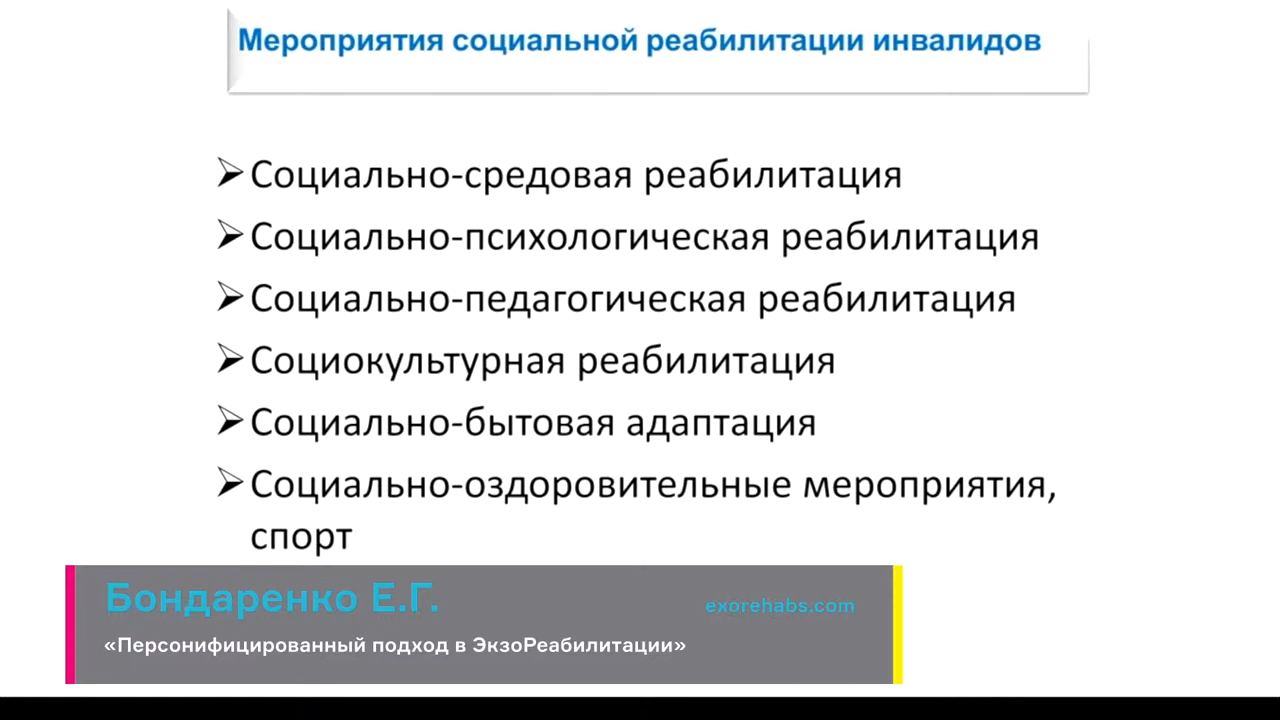 Мероприятия социальной реабилитации инвалидов
Социально-средовая реабилитация
Социально-психологическая реабилитация
Социально-педагогическая реабилитация
Социокультурная реабилитация
Социально-бытовая адаптация
Социально-оздоровительные мероприятия,
спорт
Бондаренко Е.Г.
exorehabs.com
«Персонифицированный подход в ЭкзоРеабилитации»